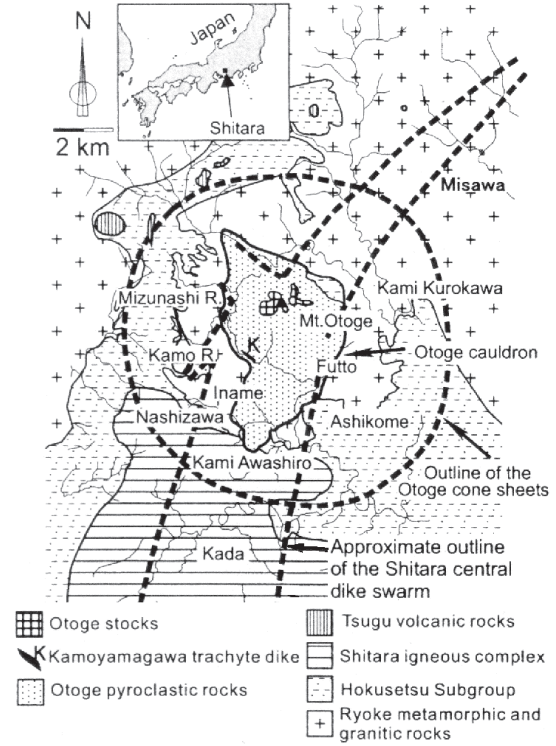 N
Japan
Shitara
2 km
Misawa
Kami Kurokawa
Mizunashi R.
Mt.Otoge
Kamo R.
K
Futto
Otoge cauldron
Iname
Nashizawa
Ashikome
Kami Awashiro
Outline of the
Otoge cone sheets
Kada
Approximate outline
of the Shitara central
dike swarm
Otoge stocks
K Kamoyamagawa trachyte dike
Otoge pyroclastic rocks
Tsugu volcanic rocks
Shitara igneous complex
Hokusetsu Subgroup
Ryoke metamorphic and
granitic rocks